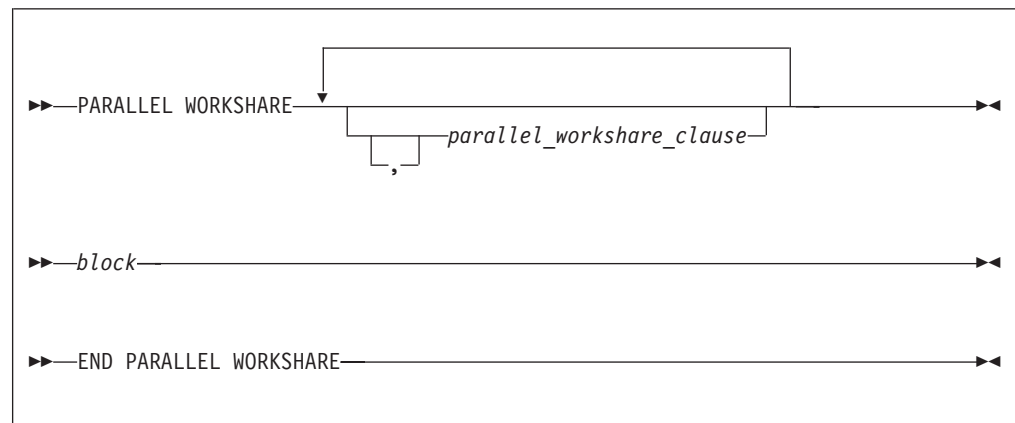 PARALLEL WORKSHARE
parallel_workshare_clause
,
block
END PARALLEL WORKSHARE